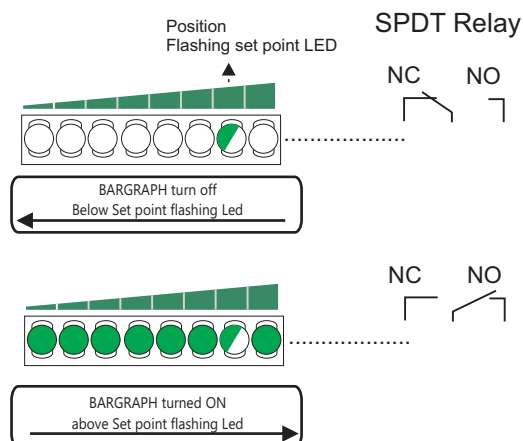 Position
Flashing set point LED
SPDT Relay
NC NO
BARGRAPH turn off
Below Set point flashing Led
NC NO
BARGRAPH turned ON
above Set point flashing Led